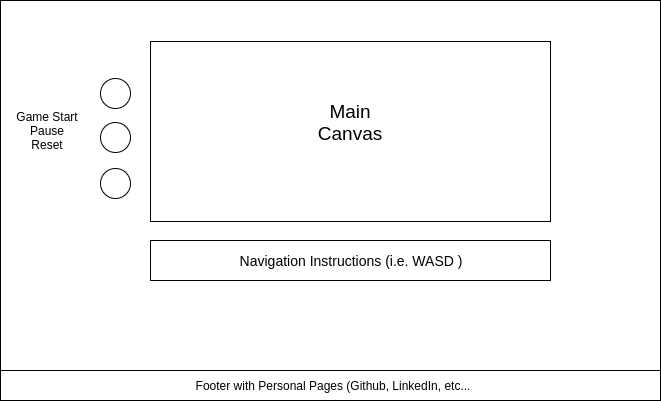 Game Start
Pause
Reset
Main
Canvas
Navigation Instructions (i.e. WASD )
Footer with Personal Pages (Github, LinkedIn, etc...